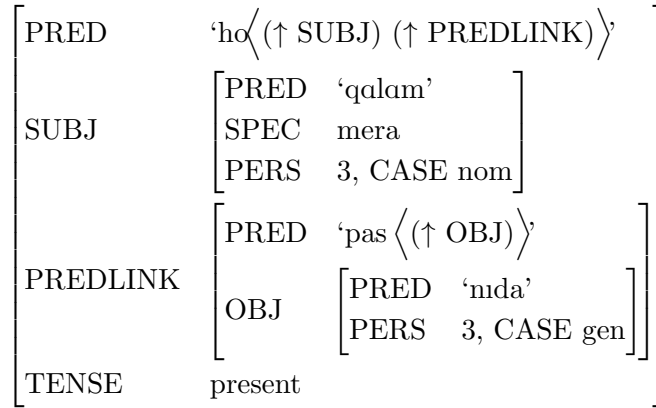 PRED ‘ho⟨(↑ SUBJ) (↑ PREDLINK)⟩’
SUBJ
PRED ‘qɑlɑm’
SPEC mera
PERS 3, CASE nom
PREDLINK
PRED ‘pas ⟨(↑ OBJ)⟩’
OBJ
PRED ‘nɪda’
PERS 3, CASE gen
TENSE present